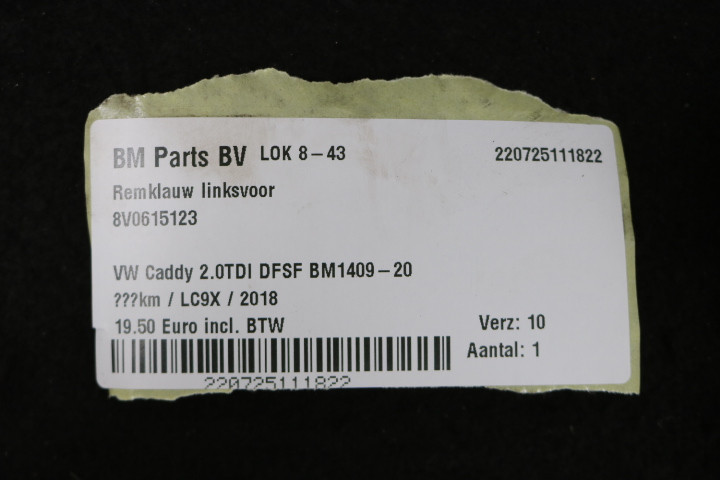 BM Parts BV LOK 8-43 220725111822
Remklauw linksvoor
8V0615123
VW Caddy 2.0TDI DFSF BM1409-20
???km / LC9X / 2018
19.50 Euro incl. BTW Verz: 10
Aantal: 1
220725111822